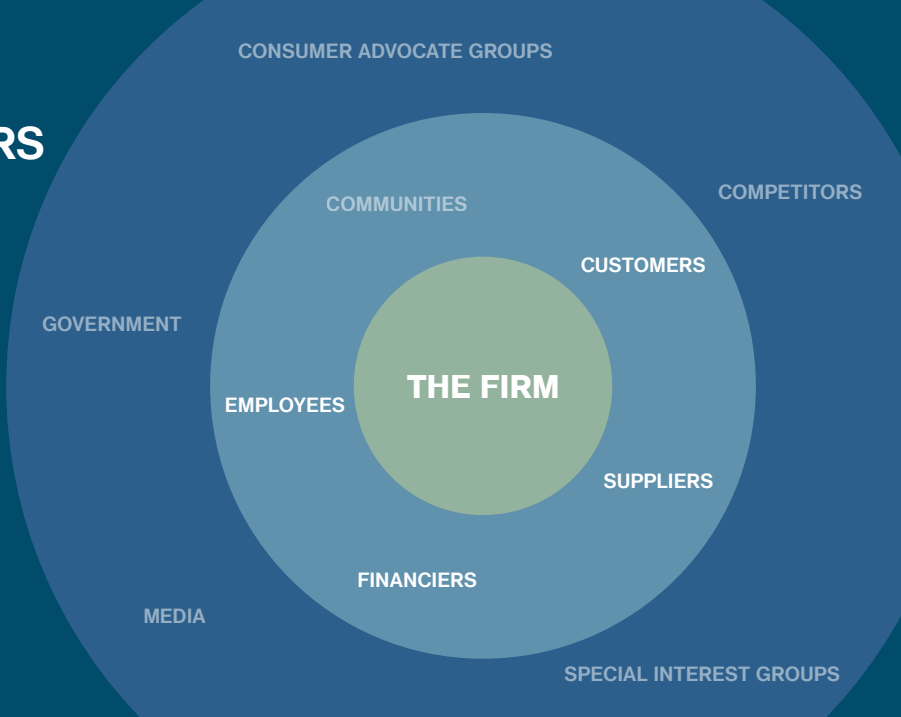 CONSUMER ADVOCATE GROUPS
RS
COMPETITORS
COMMUNITIES
CUSTOMERS
GOVERNMENT
THE FIRM
EMPLOYEES
SUPPLIERS
FINANCIERS
MEDIA
SPECIAL INTEREST GROUPS